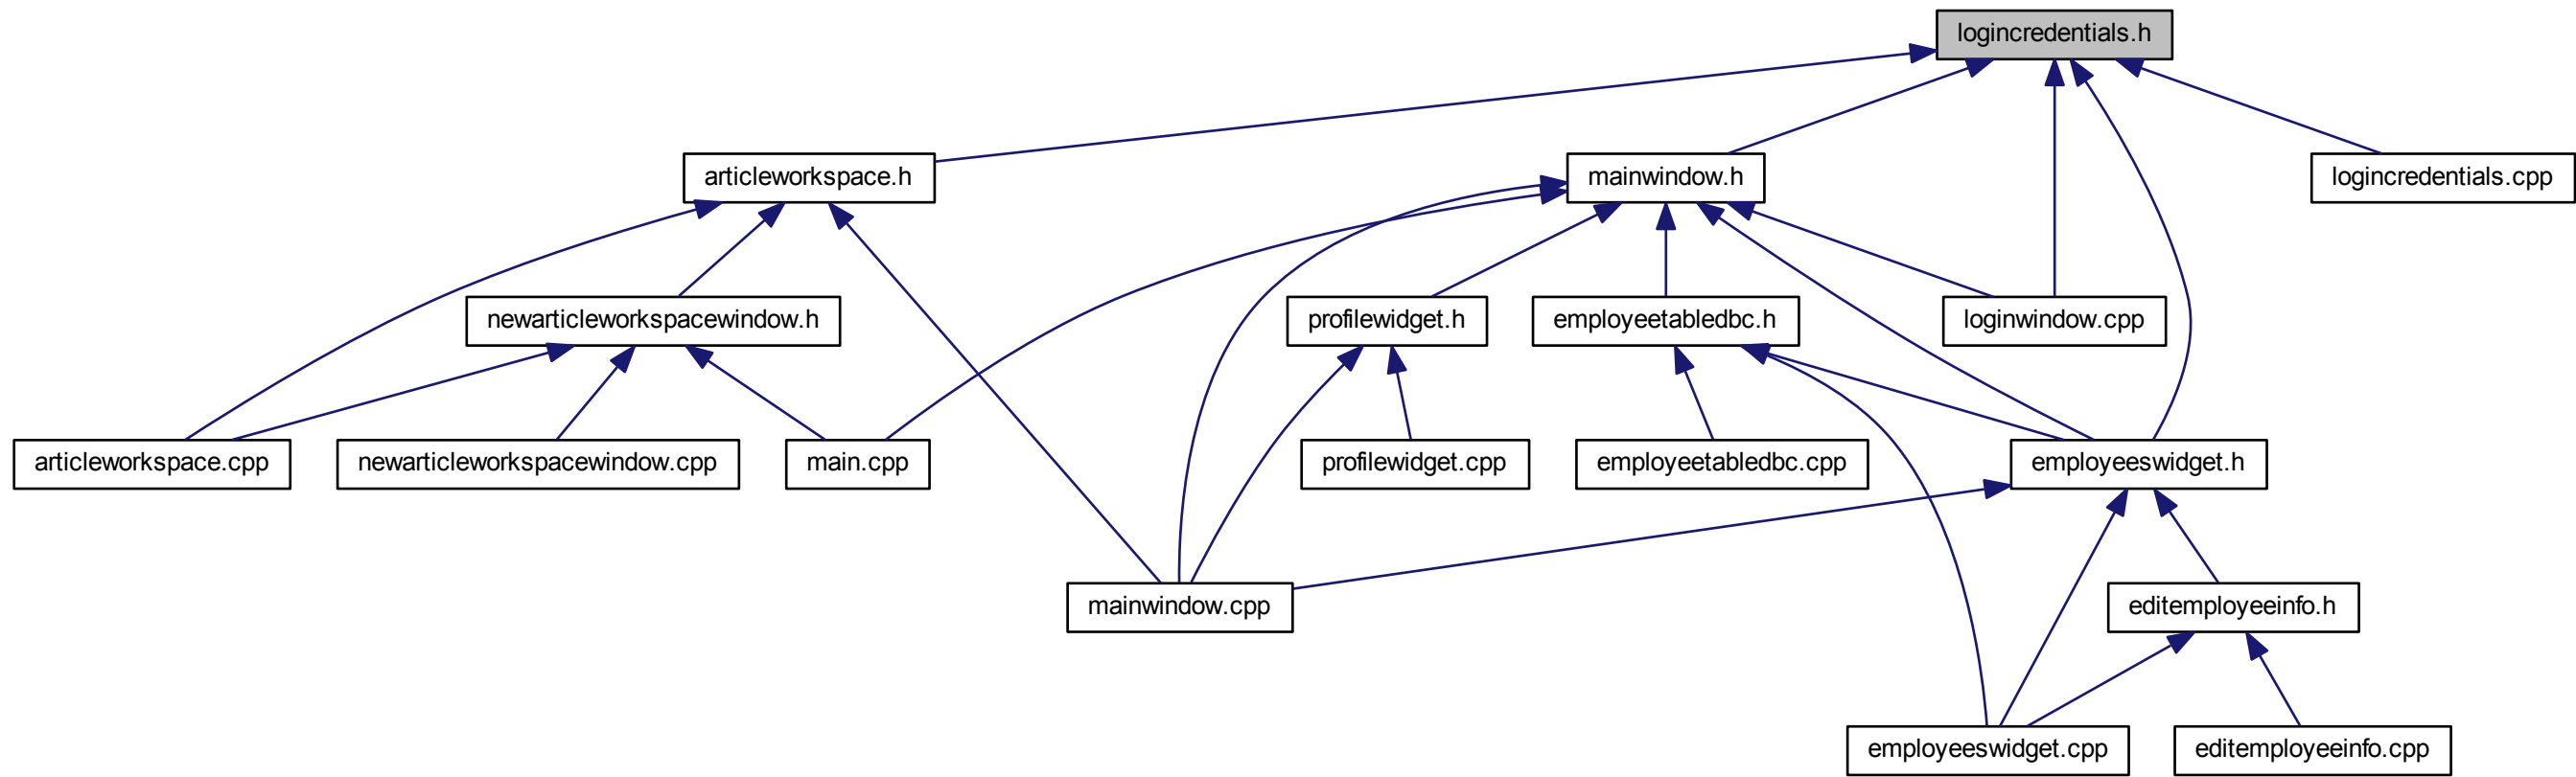 logincredentials.h
articleworkspace.h
mainwindow.h
logincredentials.cpp
newarticleworkspacewindow.h
profilewidget.h
employeetabledbc.h
loginwindow.cpp
articleworkspace.cpp
newarticleworkspacewindow.cpp
main.cpp
profilewidget.cpp
employeetabledbc.cpp
employeeswidget.h
mainwindow.cpp
editemployeeinfo.h
employeeswidget.cpp
editemployeeinfo.cpp